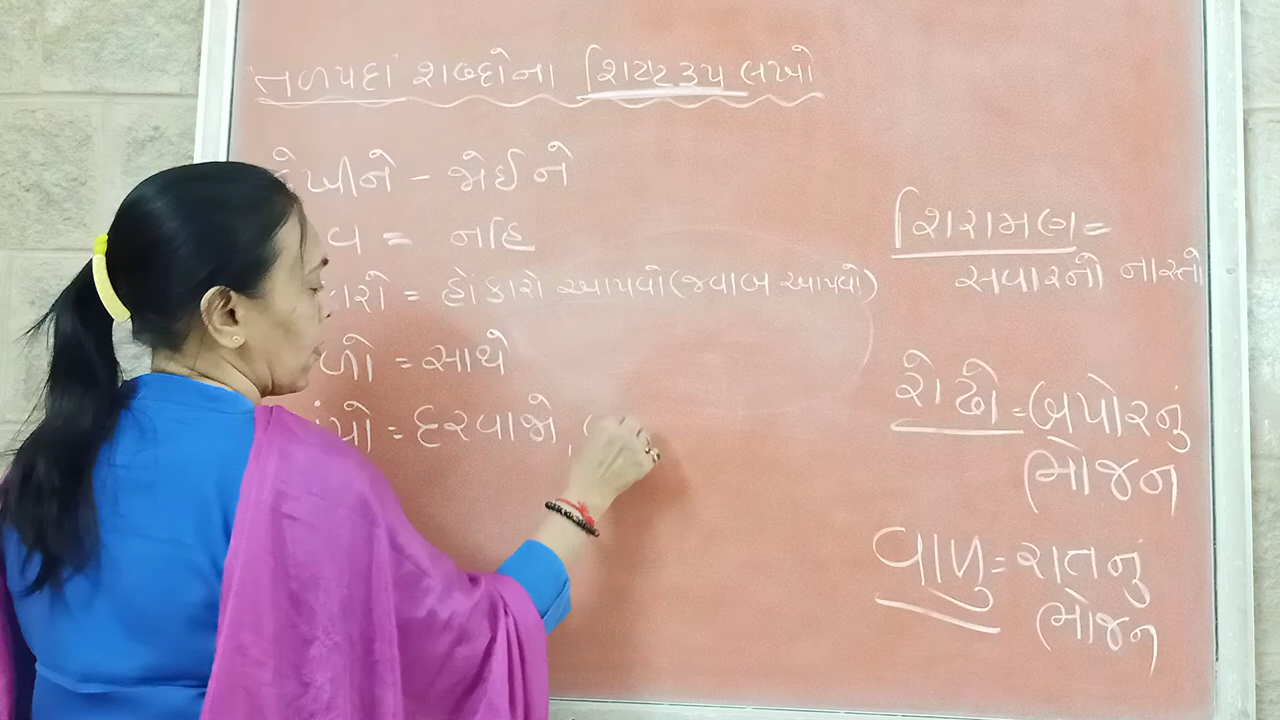 "તળપદા" શબ્દોના શિષ્ટરૂપ લખો
દેખીને - જોઈને
વ = નહિ
કારો = હોંકારો આપવો (જવાબ આપવો)
ળો = સાથે
ંપો = દરવાજો,
શિરામણ =
સવારનો નાસ્તો
રોઢો = બપોરનું
ભોજન
વાળુ = રાતનું
ભોજન